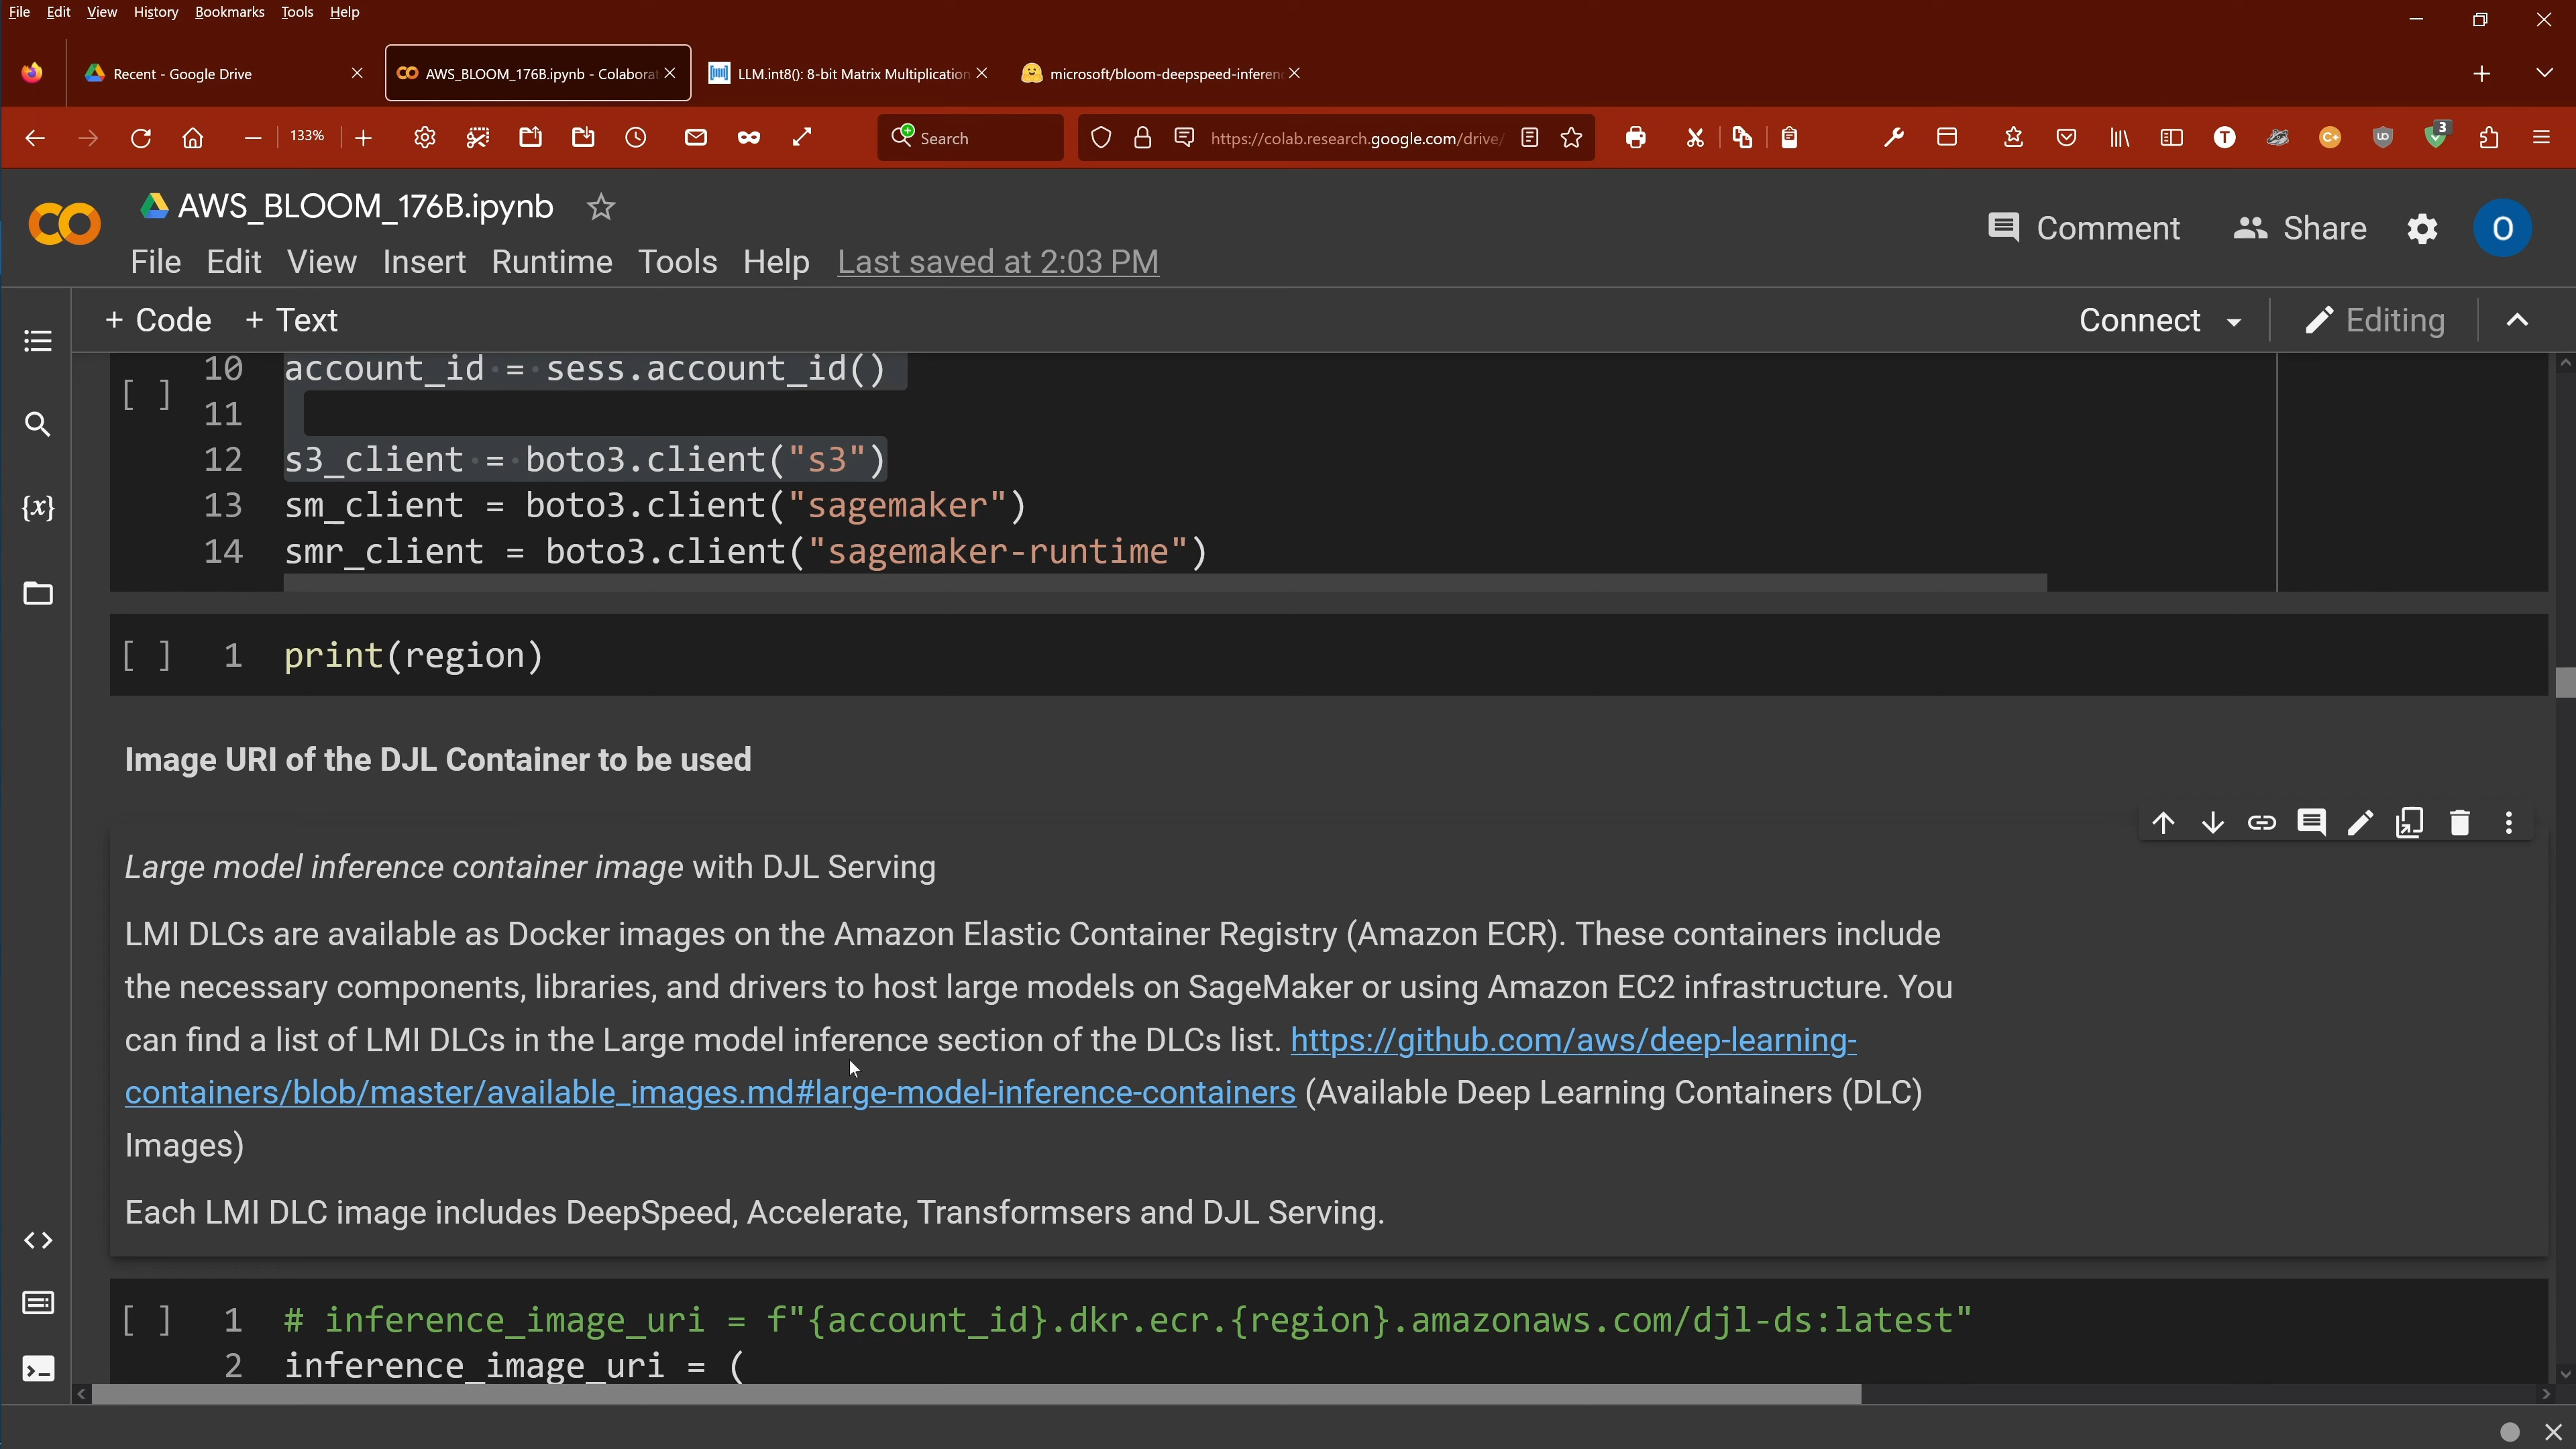 File Edit View History Bookmarks Tools Help
Recent - Google Drive
AWS_BLOOM_176B.ipynb - Colaborat
LLM.int8(): 8-bit Matrix Multiplication
microsoft/bloom-deepspeed-inferenc
133%
Search
https://colab.research.google.com/drive/
3
AWS_BLOOM_176B.ipynb
Comment
Share
O
File Edit View Insert Runtime Tools Help Last saved at 2:03 PM
+ Code + Text
Connect
Editing
[ ] 10 account_id = sess.account_id()
11
12 s3_client = boto3.client("s3")
13 sm_client = boto3.client("sagemaker")
14 smr_client = boto3.client("sagemaker-runtime")
[ ] 1 print(region)
Image URI of the DJL Container to be used
Large model inference container image with DJL Serving
LMI DLCs are available as Docker images on the Amazon Elastic Container Registry (Amazon ECR). These containers include
the necessary components, libraries, and drivers to host large models on SageMaker or using Amazon EC2 infrastructure. You
can find a list of LMI DLCs in the Large model inference section of the DLCs list. https://github.com/aws/deep-learning-
containers/blob/master/available_images.md#large-model-inference-containers (Available Deep Learning Containers (DLC)
Images)
Each LMI DLC image includes DeepSpeed, Accelerate, Transformsers and DJL Serving.
[ ] 1 # inference_image_uri = f"{account_id}.dkr.ecr.{region}.amazonaws.com/djl-ds:latest"
2 inference_image_uri = (